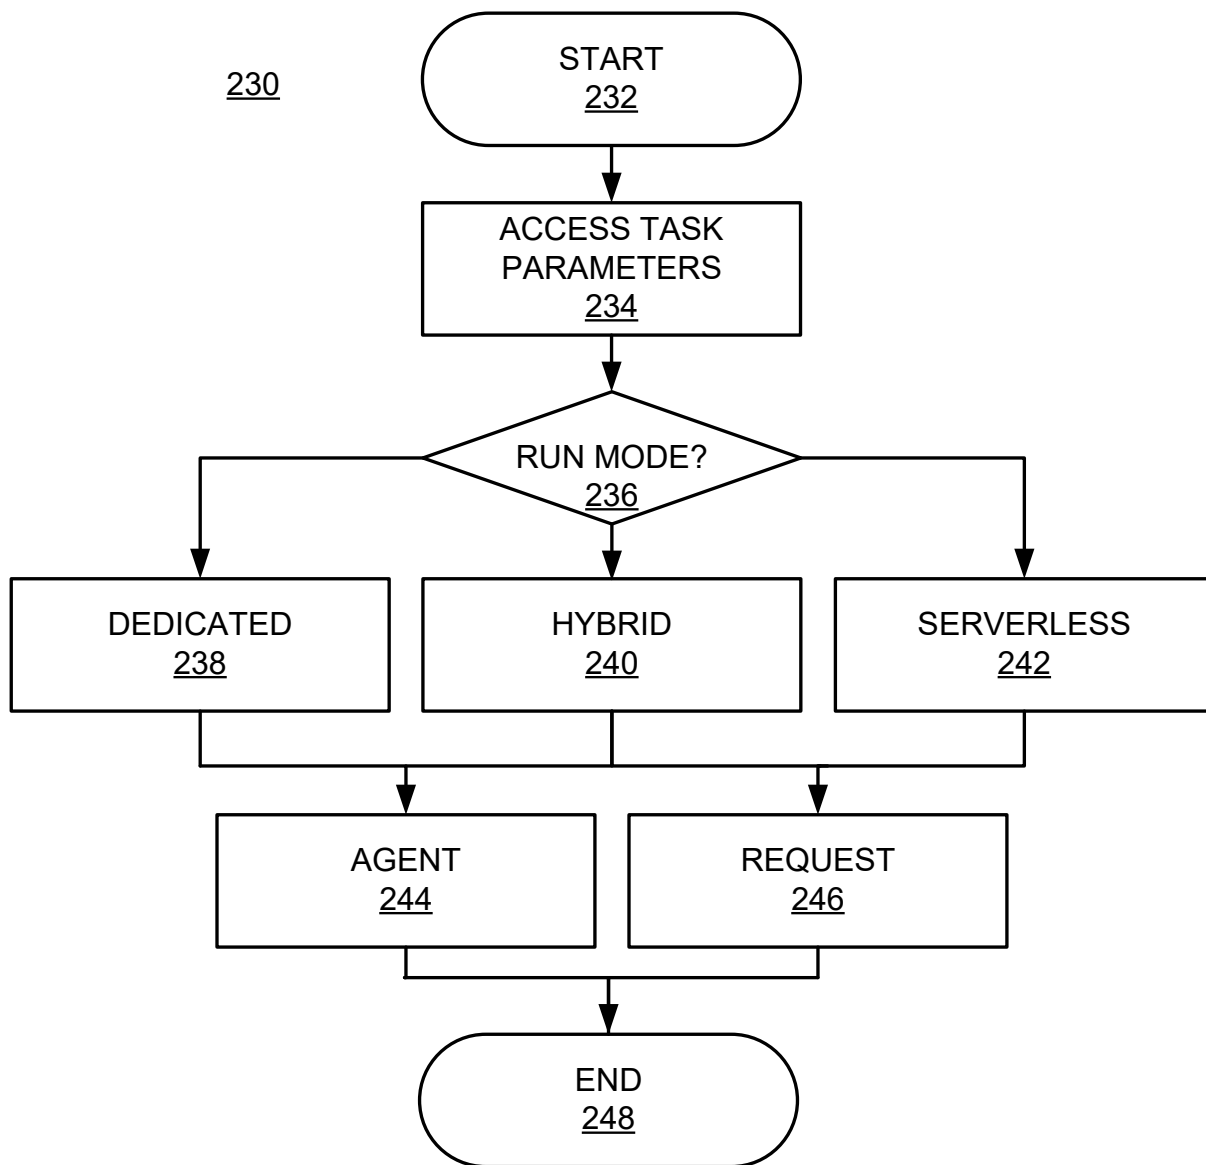 230
START
232
ACCESS TASK
PARAMETERS
234
RUN MODE?
236
DEDICATED
238
HYBRID
240
SERVERLESS
242
AGENT
244
REQUEST
246
END
248